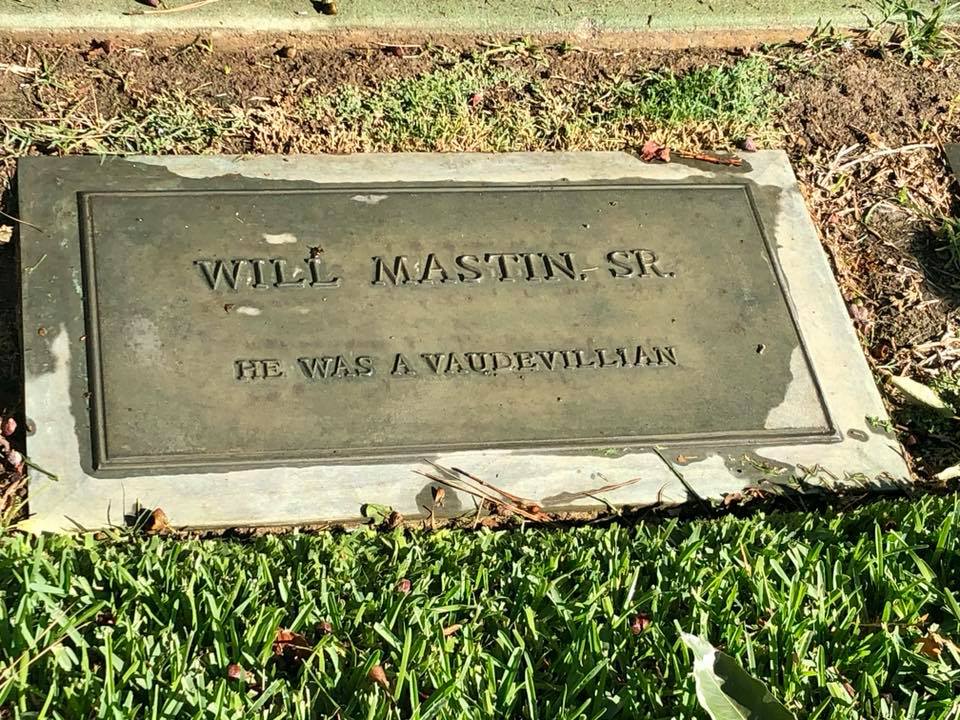 WILL MASTIN, SR.
HE WAS A VAUDEVILLIAN